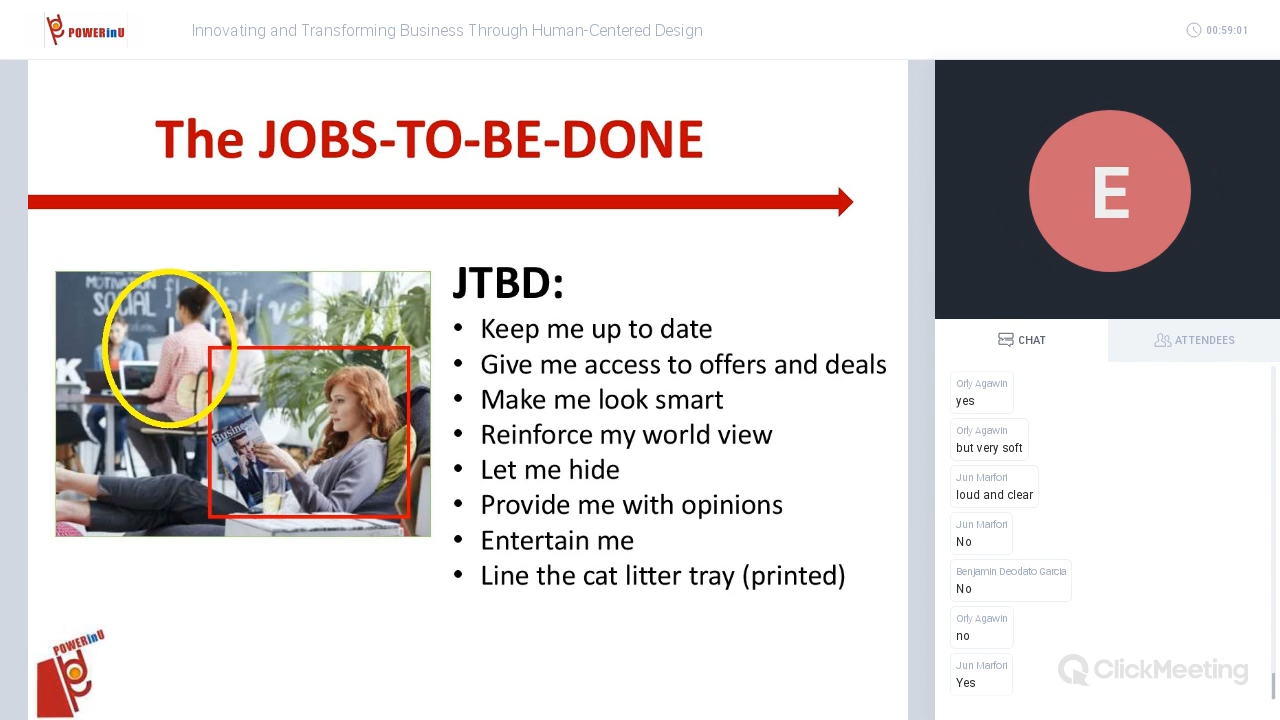 POWERinU
Innovating and Transforming Business Through Human-Centered Design
00:59:01
The JOBS-TO-BE-DONE
MOTIVATION
SOCIAL
K
Busine
JTBD:
• Keep me up to date
• Give me access to offers and deals
• Make me look smart
• Reinforce my world view
• Let me hide
• Provide me with opinions
• Entertain me
• Line the cat litter tray (printed)
POWERinU
E
CHAT
ATTENDEES
Orly Agawin
yes
Orly Agawin
but very soft
Jun Marfori
loud and clear
Jun Marfori
No
Benjamin Deodato Garcia
No
Orly Agawin
no
Jun Marfori
Yes
ClickMeeting